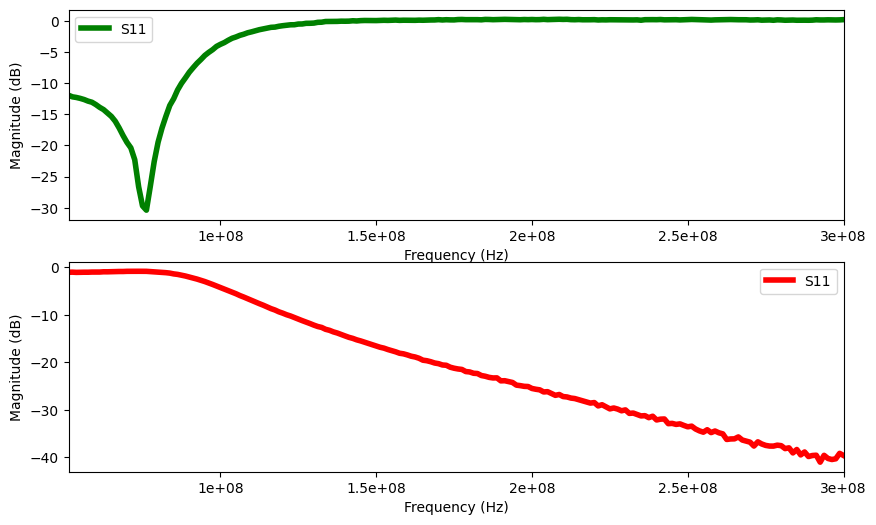 0
−5
−10
−15
−20
−25
−30
Magnitude (dB)
S11
1e+08
1.5e+08
2e+08
2.5e+08
3e+08
Frequency (Hz)
0
−10
−20
−30
−40
Magnitude (dB)
S11
1e+08
1.5e+08
2e+08
2.5e+08
3e+08
Frequency (Hz)